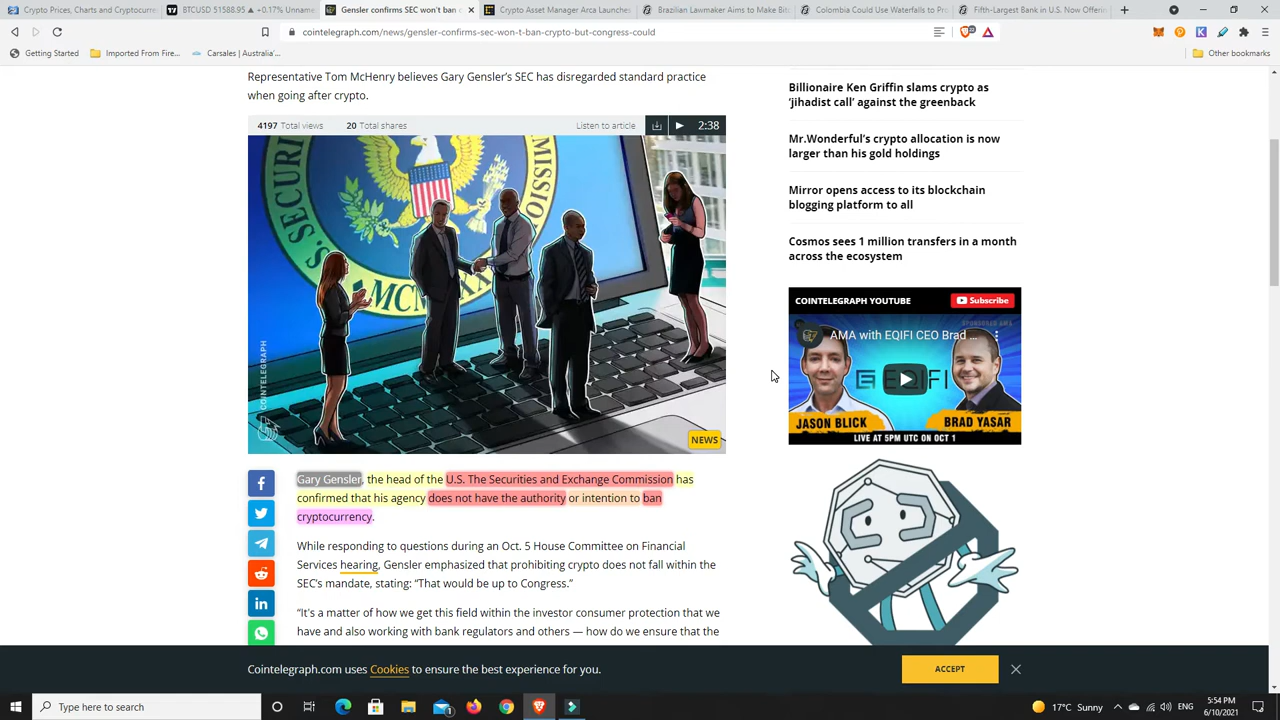 Crypto Prices, Charts and Cryptocurr
BTCUSD 51588.95 ▲ +0.17% Unname
Gensler confirms SEC won't ban
Crypto Asset Manager Arca Launches
Brazilian Lawmaker Aims to Make Bit
Colombia Could Use Waterfalls to Pro
Fifth-Largest Bank in U.S. Now Offerin
cointelegraph.com/news/gensler-confirms-sec-won-t-ban-crypto-but-congress-could
Getting Started
Imported From Fire...
Carsales | Australia'...
Other bookmarks
Representative Tom McHenry believes Gary Gensler's SEC has disregarded standard practice
when going after crypto.
4197 Total views
20 Total shares
Listen to article
2:38
SECURITIES
MISSION
MCM
COINTELEGRAPH
NEWS
Gary Gensler, the head of the U.S. The Securities and Exchange Commission has
confirmed that his agency does not have the authority or intention to ban
cryptocurrency.
While responding to questions during an Oct. 5 House Committee on Financial
Services hearing, Gensler emphasized that prohibiting crypto does not fall within the
SEC's mandate, stating: “That would be up to Congress.”
“It's a matter of how we get this field within the investor consumer protection that we
have and also working with bank regulators and others — how do we ensure that the
Billionaire Ken Griffin slams crypto as
‘jihadist call’ against the greenback
Mr.Wonderful's crypto allocation is now
larger than his gold holdings
Mirror opens access to its blockchain
blogging platform to all
Cosmos sees 1 million transfers in a month
across the ecosystem
COINTELEGRAPH YOUTUBE
Subscribe
SPONSORED AMA
AMA with EQIFI CEO Brad ...
EQIFI
JASON BLICK
BRAD YASAR
LIVE AT 5PM UTC ON OCT 1
Cointelegraph.com uses Cookies to ensure the best experience for you.
ACCEPT
Type here to search
17°C Sunny
ENG
5:54 PM
6/10/2021